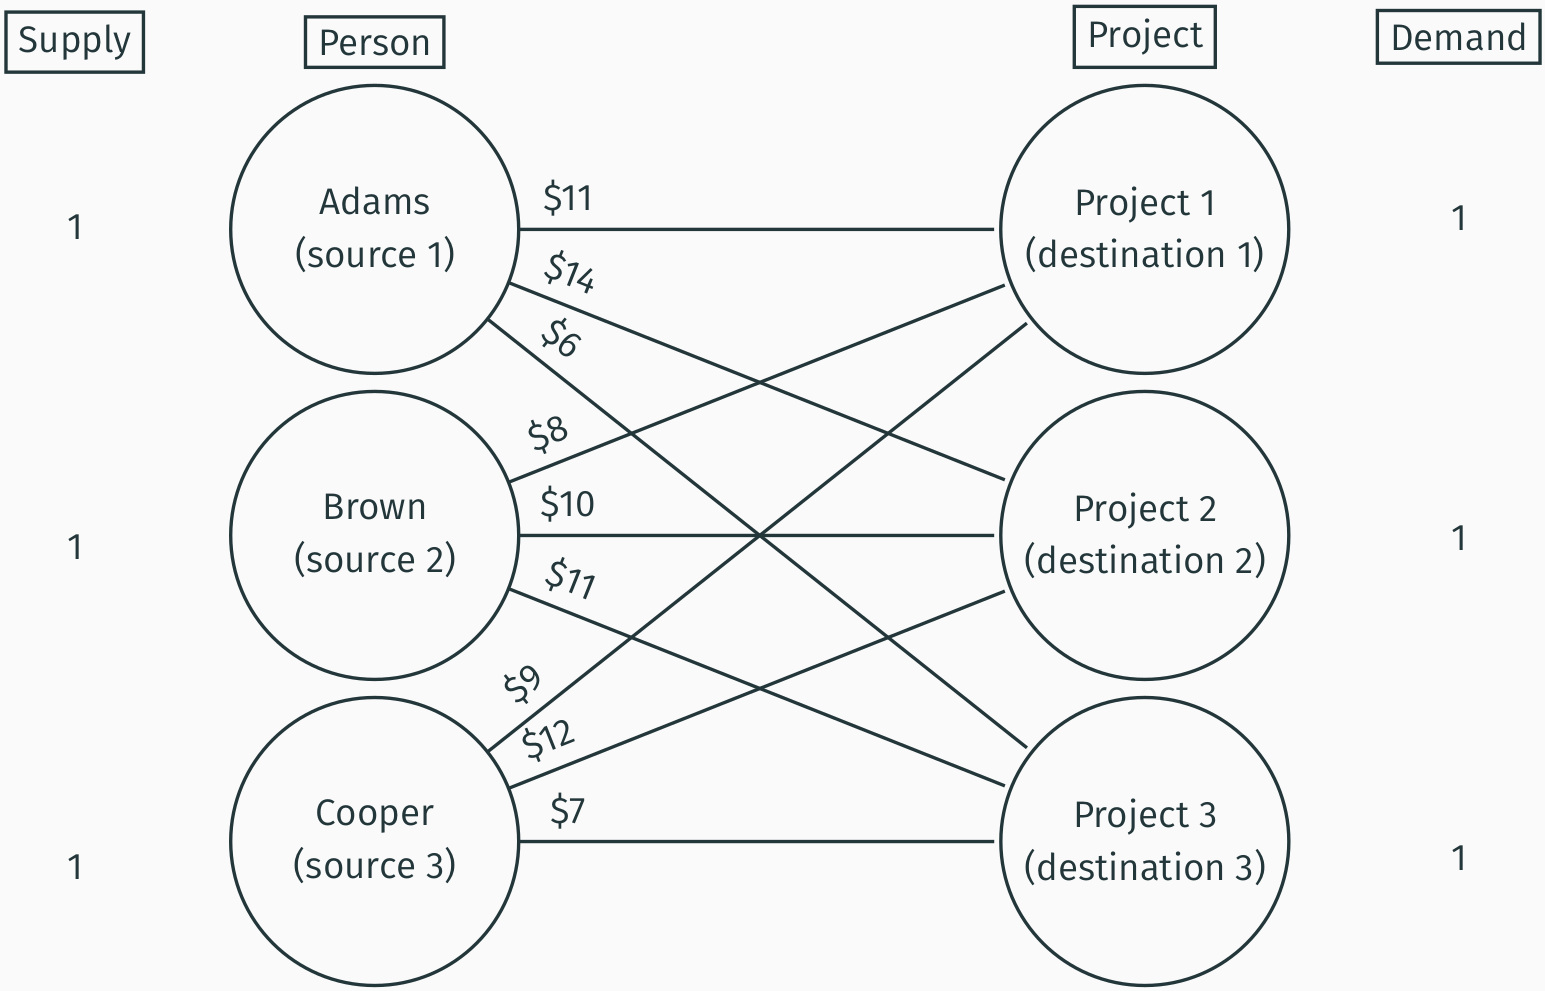 Supply
Person
Project
Demand
Adams
(source 1)
$11
$14
$6
Project 1
(destination 1)
1
1
Brown
(source 2)
$8
$10
$11
Project 2
(destination 2)
1
1
Cooper
(source 3)
$9
$12
$7
Project 3
(destination 3)
1
1